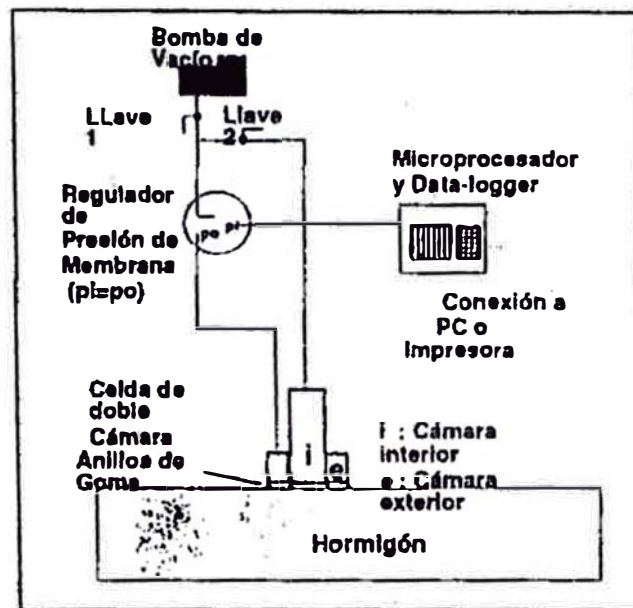 Bomba de
Vacío
LLave
1
Llave
2
Microprocesador
y Data-logger
Regulador
de
Presión de
Membrana
(pi=po)
po pi
Conexión a
PC o
Impresora
Celda de
doble
Cámara
Anillos de
Goma
i
e
i : Cámara
interior
e : Cámara
exterior
Hormigón